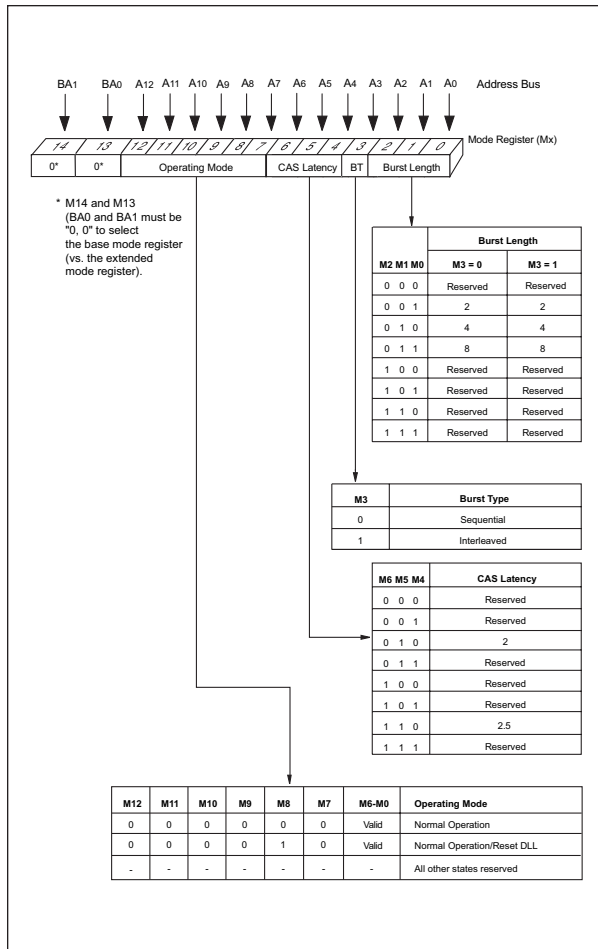 BA1 BA0 A12 A11 A10 A9 A8 A7 A6 A5 A4 A3 A2 A1 A0 Address Bus
14 13 12 11 10 9 8 7 6 5 4 3 2 1 0 Mode Register (Mx)
0* 0* Operating Mode CAS Latency BT Burst Length
* M14 and M13
(BA0 and BA1 must be
"0, 0" to select
the base mode register
(vs. the extended
mode register).
Burst Length
M2 M1 M0 M3 = 0 M3 = 1
0 0 0 Reserved Reserved
0 0 1 2 2
0 1 0 4 4
0 1 1 8 8
1 0 0 Reserved Reserved
1 0 1 Reserved Reserved
1 1 0 Reserved Reserved
1 1 1 Reserved Reserved
M3 Burst Type
0 Sequential
1 Interleaved
M6 M5 M4 CAS Latency
0 0 0 Reserved
0 0 1 Reserved
0 1 0 2
0 1 1 Reserved
1 0 0 Reserved
1 0 1 Reserved
1 1 0 2.5
1 1 1 Reserved
M12 M11 M10 M9 M8 M7 M6-M0 Operating Mode
0 0 0 0 0 0 Valid Normal Operation
0 0 0 0 1 0 Valid Normal Operation/Reset DLL
- - - - - - - All other states reserved